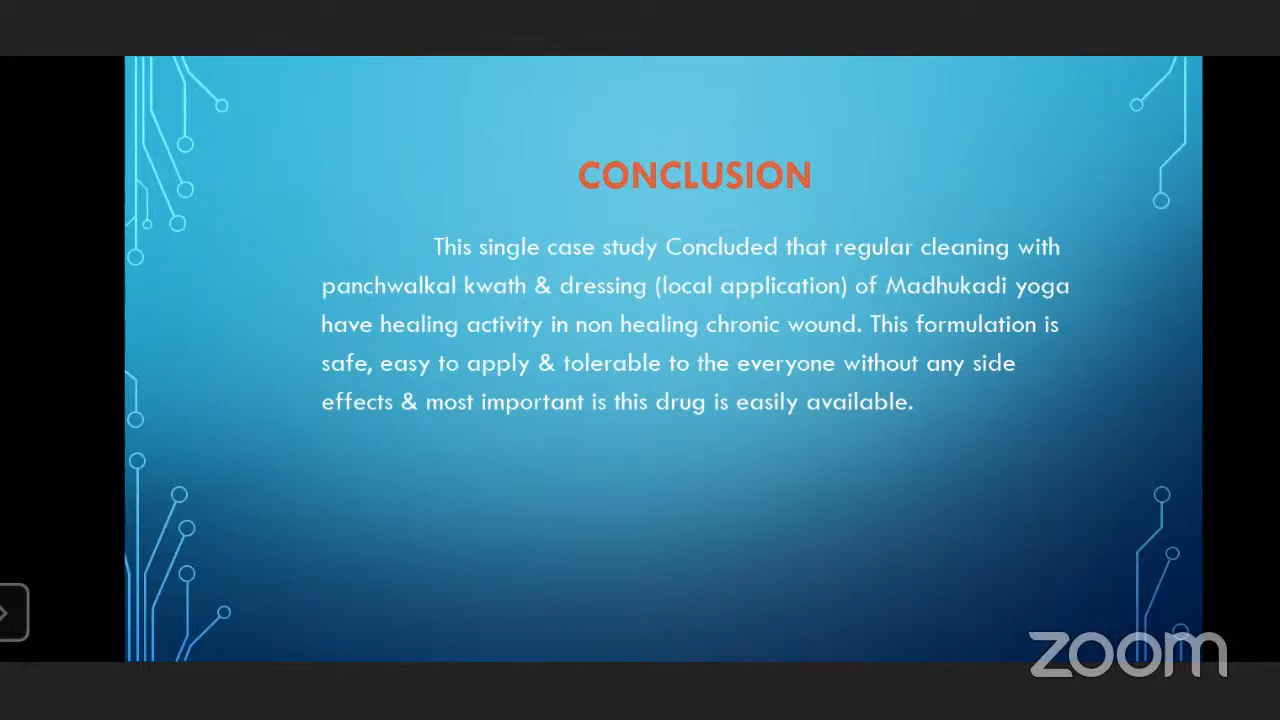 CONCLUSION
This single case study Concluded that regular cleaning with
panchwalkal kwath & dressing (local application) of Madhukadi yoga
have healing activity in non healing chronic wound. This formulation is
safe, easy to apply & tolerable to the everyone without any side
effects & most important is this drug is easily available.
zoom